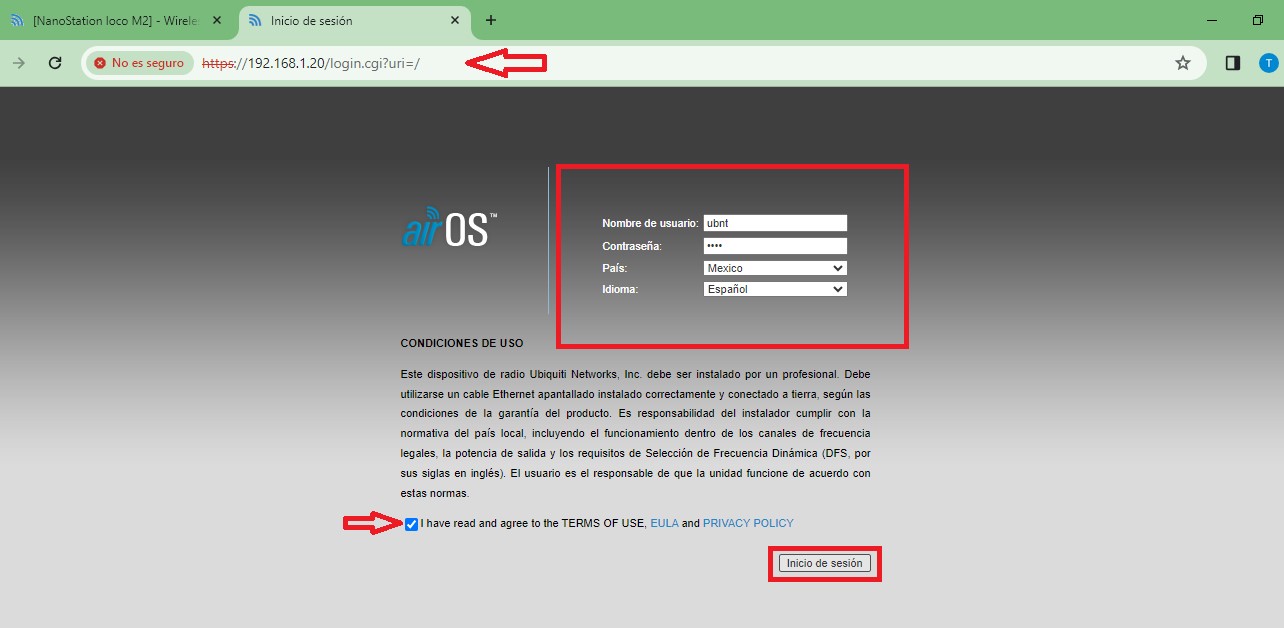 [NanoStation loco M2] - Wirele
Inicio de sesión
No es seguro
https://192.168.1.20/login.cgi?uri=/
T
airOS™
Nombre de usuario: ubnt
Contraseña: ••••
País: Mexico
Idioma: Español
CONDICIONES DE USO
Este dispositivo de radio Ubiquiti Networks, Inc. debe ser instalado por un profesional. Debe
utilizarse un cable Ethernet apantallado instalado correctamente y conectado a tierra, según las
condiciones de la garantía del producto. Es responsabilidad del instalador cumplir con la
normativa del país local, incluyendo el funcionamiento dentro de los canales de frecuencia
legales, la potencia de salida y los requisitos de Selección de Frecuencia Dinámica (DFS, por
sus siglas en inglés). El usuario es el responsable de que la unidad funcione de acuerdo con
estas normas.
I have read and agree to the TERMS OF USE, EULA and PRIVACY POLICY
Inicio de sesión